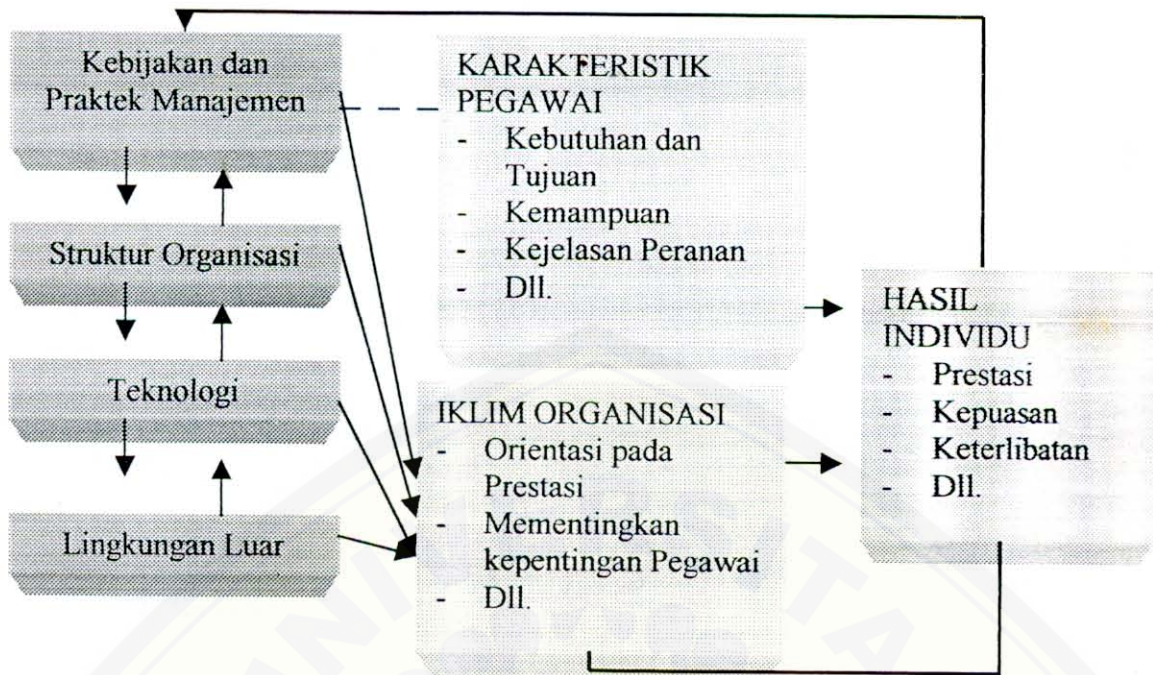 Kebijakan dan
Praktek Manajemen
Struktur Organisasi
Teknologi
Lingkungan Luar
KARAKTERISTIK
PEGAWAI
- Kebutuhan dan
Tujuan
- Kemampuan
- Kejelasan Peranan
- Dll.
IKLIM ORGANISASI
- Orientasi pada
Prestasi
- Mementingkan
kepentingan Pegawai
- Dll.
HASIL
INDIVIDU
- Prestasi
- Kepuasan
- Keterlibatan
- Dll.